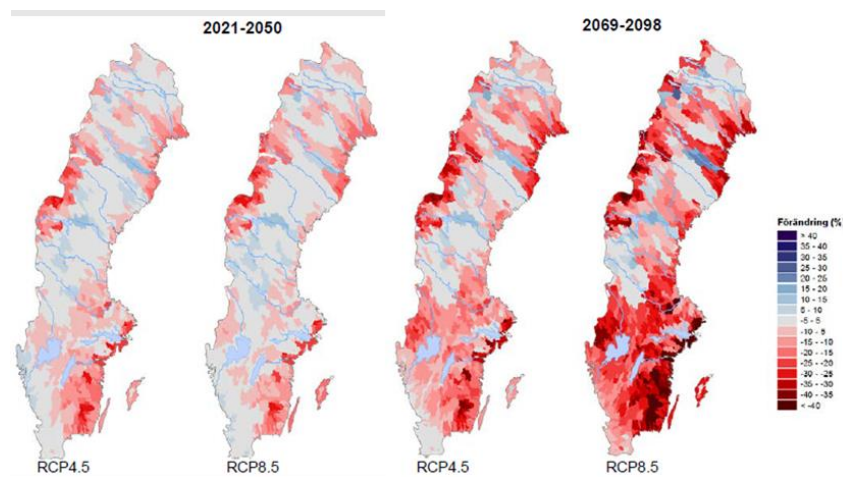 2021-2050
2069-2098
Förändring (%
> 40
35 - 40
30 - 35
25 - 30
20 - 25
15 - 20
10 - 15
5 - 10
-5 - 5
-10 - 5
-15 - -10
-20 - -15
-25 - -20
-30 - -25
-35 - -30
-40 - -35
< -40
RCP4.5
RCP8.5
RCP4.5
RCP8.5